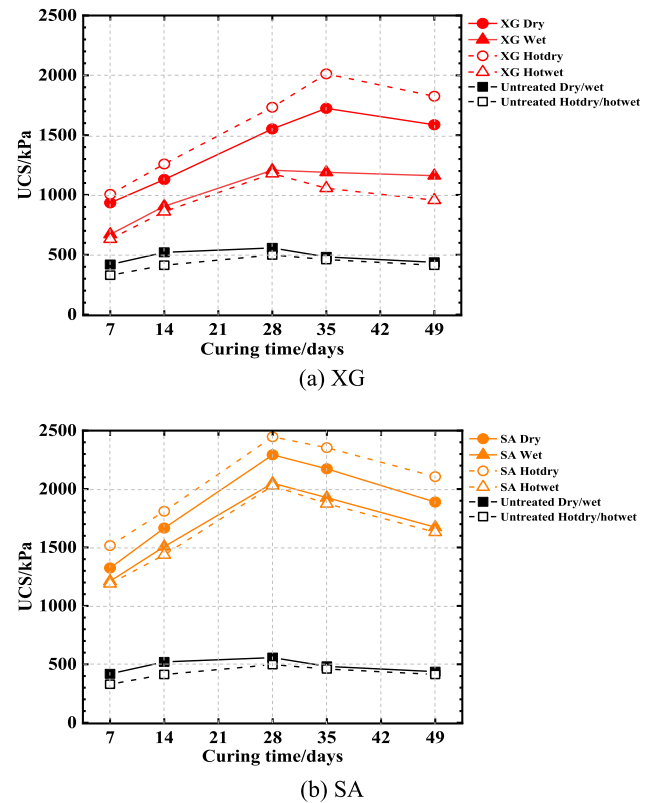 2500
2000
1500
1000
500
0
UCS/kPa
7 14 21 28 35 42 49
Curing time/days
XG Dry
XG Wet
XG Hotdry
XG Hotwet
Untreated Dry/wet
Untreated Hotdry/hotwet
(a) XG
2500
2000
1500
1000
500
0
UCS/kPa
7 14 21 28 35 42 49
Curing time/days
SA Dry
SA Wet
SA Hotdry
SA Hotwet
Untreated Dry/wet
Untreated Hotdry/hotwet
(b) SA